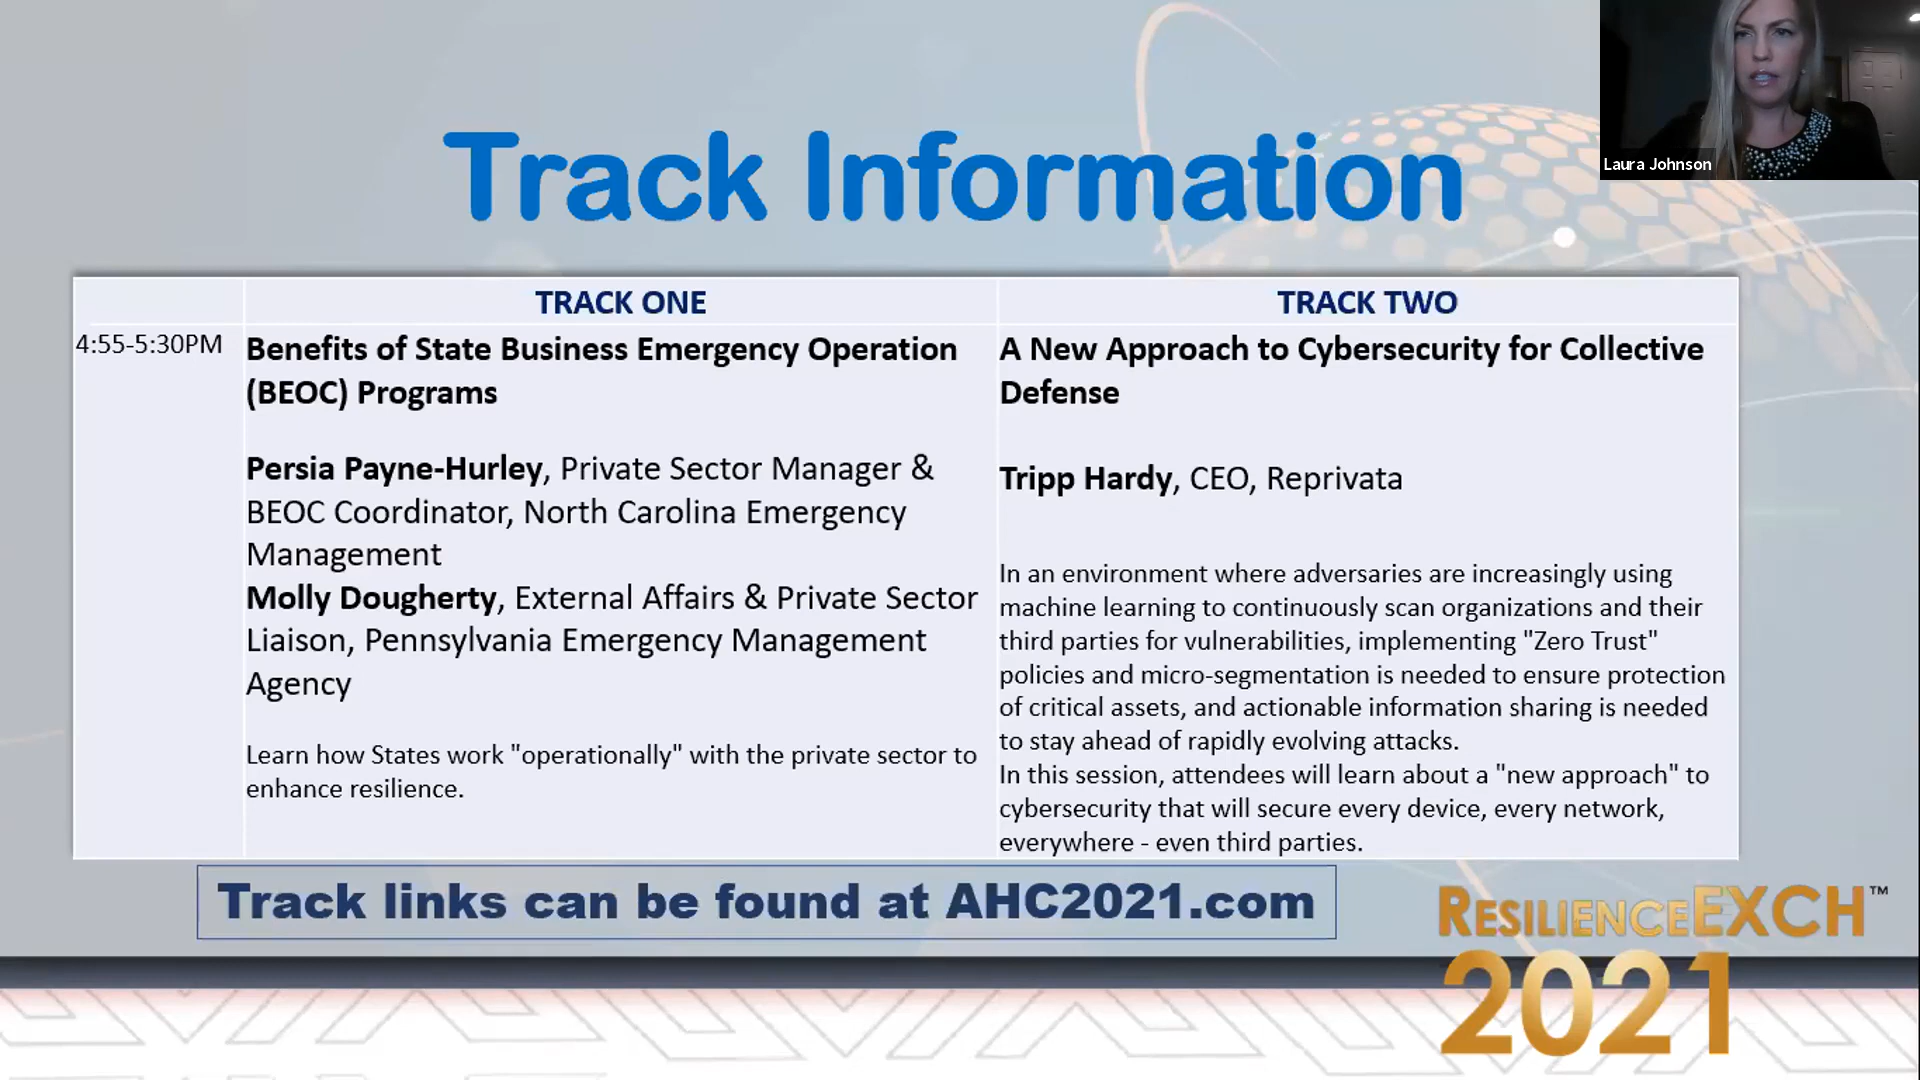 Laura Johnson
Track Information
TRACK ONE
TRACK TWO
4:55-5:30PM
Benefits of State Business Emergency Operation
(BEOC) Programs
Persia Payne-Hurley, Private Sector Manager &
BEOC Coordinator, North Carolina Emergency
Management
Molly Dougherty, External Affairs & Private Sector
Liaison, Pennsylvania Emergency Management
Agency
Learn how States work "operationally" with the private sector to
enhance resilience.
A New Approach to Cybersecurity for Collective
Defense
Tripp Hardy, CEO, Reprivata
In an environment where adversaries are increasingly using
machine learning to continuously scan organizations and their
third parties for vulnerabilities, implementing "Zero Trust"
policies and micro-segmentation is needed to ensure protection
of critical assets, and actionable information sharing is needed
to stay ahead of rapidly evolving attacks.
In this session, attendees will learn about a "new approach" to
cybersecurity that will secure every device, every network,
everywhere - even third parties.
Track links can be found at AHC2021.com
RESILIENCEEXCH™
2021